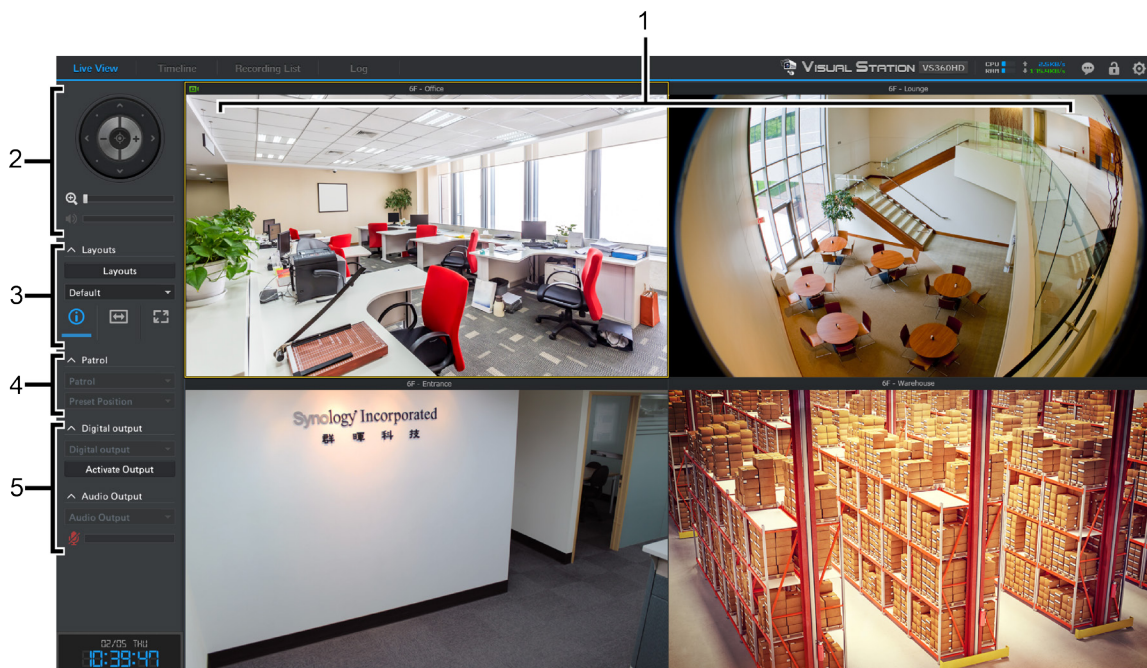 1
Live View Timeline Recording List Log VISUAL STATION VS360HD CPU RAM
6F - Office 6F - Lounge
2
Layouts
Layouts
3
Default
6F - Entrance 6F - Warehouse
Patrol
4
Patrol
Preset Position
Synology Incorporated
群暉科技
Digital output
Digital output
Activate Output
5
Audio Output
Audio Output
02/05 THU
10:39:47